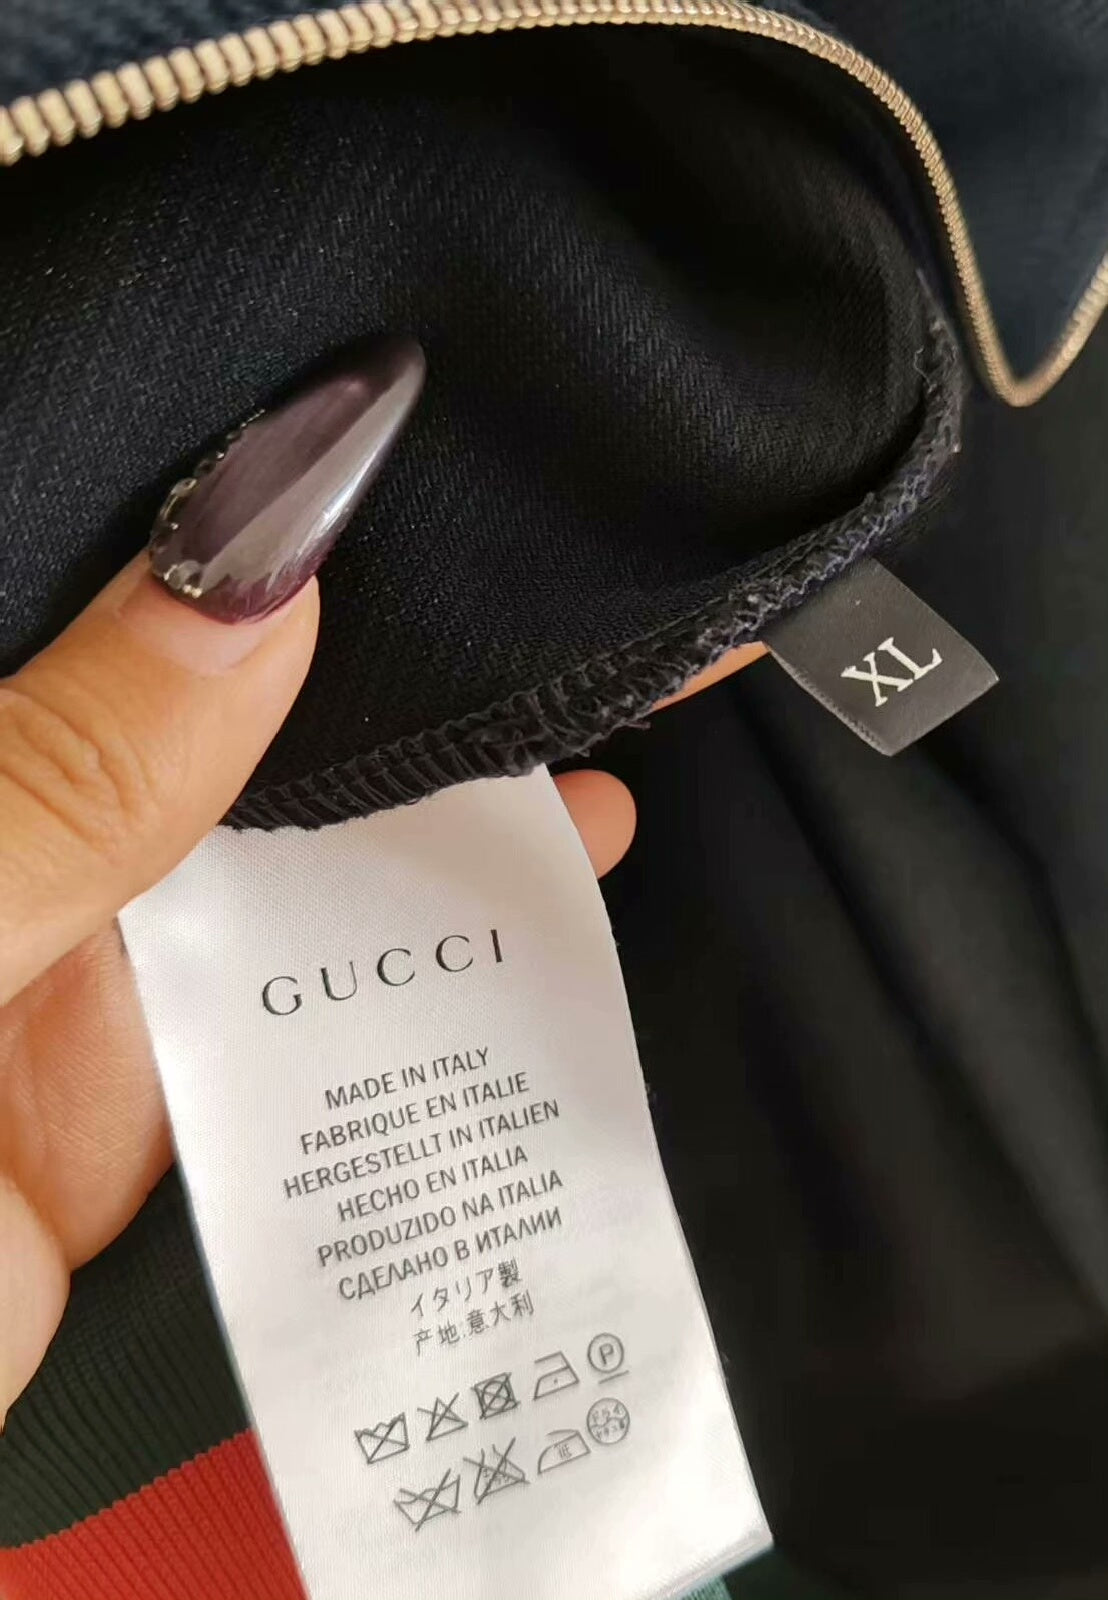 XL
GUCCI
MADE IN ITALY
FABRIQUE EN ITALIE
HERGESTELLT IN ITALIEN
HECHO EN ITALIA
PRODUZIDO NA ITALIA
СДЕЛАНО В ИТАЛИИ
イタリア製
产地:意大利
P
低